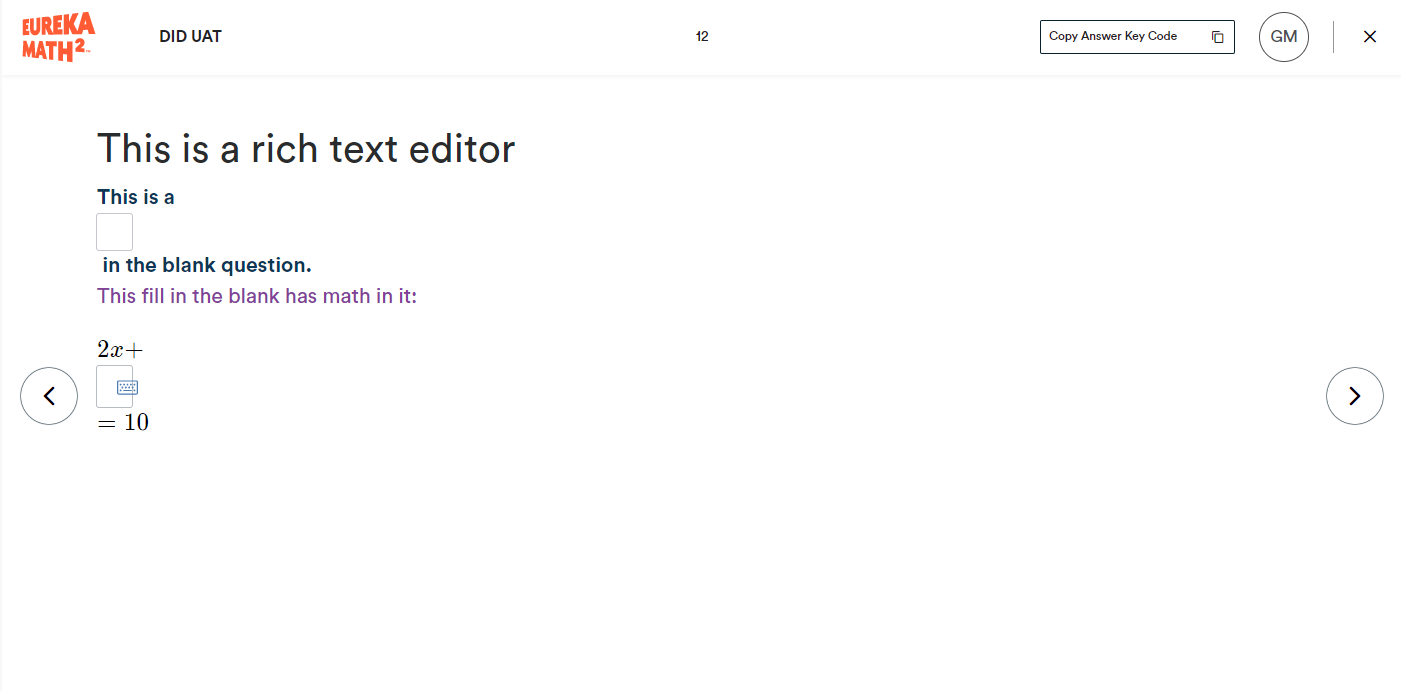 EUREKA
MATH²™
DID UAT
12
Copy Answer Key Code
GM
This is a rich text editor
This is a
in the blank question.
This fill in the blank has math in it:
2x+
= 10